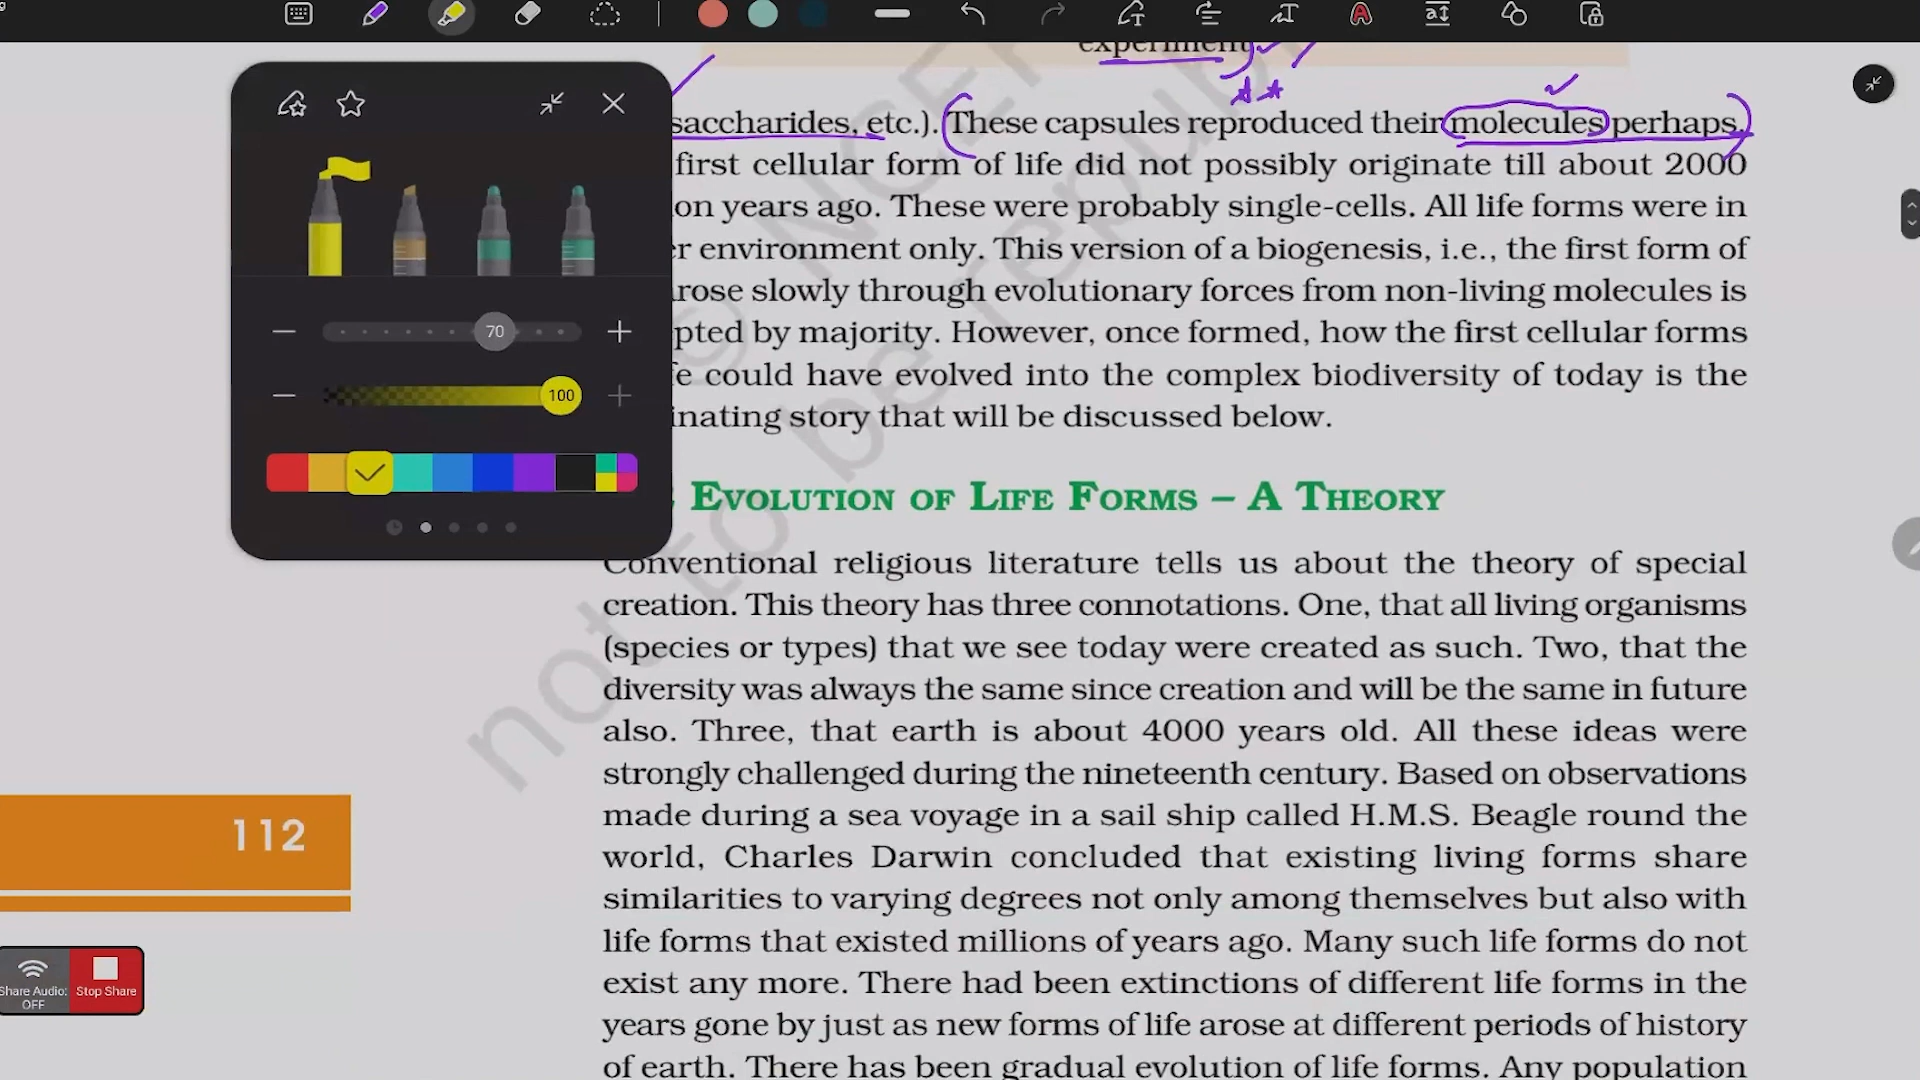 experiment
saccharides, etc.). These capsules reproduced their molecules perhaps.
first cellular form of life did not possibly originate till about 2000
on years ago. These were probably single-cells. All life forms were in
r environment only. This version of a biogenesis, i.e., the first form of
arose slowly through evolutionary forces from non-living molecules is
pted by majority. However, once formed, how the first cellular forms
fe could have evolved into the complex biodiversity of today is the
inating story that will be discussed below.
70
100
EVOLUTION OF LIFE FORMS – A THEORY
Conventional religious literature tells us about the theory of special
creation. This theory has three connotations. One, that all living organisms
(species or types) that we see today were created as such. Two, that the
diversity was always the same since creation and will be the same in future
also. Three, that earth is about 4000 years old. All these ideas were
strongly challenged during the nineteenth century. Based on observations
made during a sea voyage in a sail ship called H.M.S. Beagle round the
world, Charles Darwin concluded that existing living forms share
similarities to varying degrees not only among themselves but also with
life forms that existed millions of years ago. Many such life forms do not
exist any more. There had been extinctions of different life forms in the
years gone by just as new forms of life arose at different periods of history
of earth. There has been gradual evolution of life forms. Any population
112
Share Audio:
OFF
Stop Share
© NCER
not to be repu